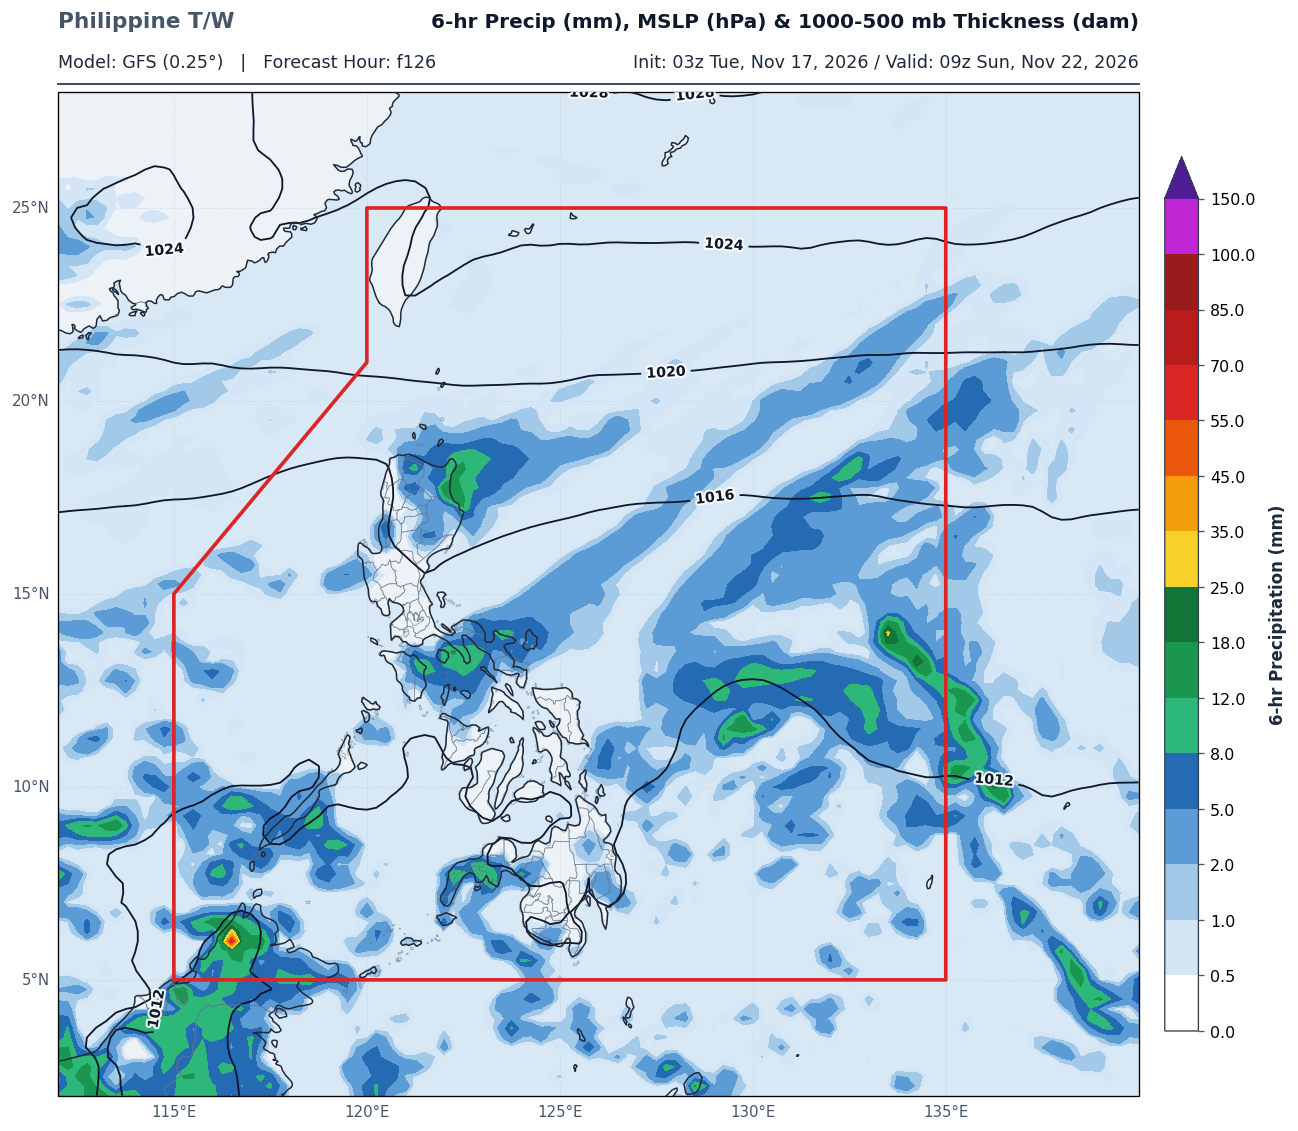 Philippine T/W
6-hr Precip (mm), MSLP (hPa) & 1000-500 mb Thickness (dam)
Model: GFS (0.25°) | Forecast Hour: f126
Init: 03z Tue, Nov 17, 2026 / Valid: 09z Sun, Nov 22, 2026
1028
1028
1024
1024
1020
1016
1012
1012
25°N
20°N
15°N
10°N
5°N
115°E
120°E
125°E
130°E
135°E
150.0
100.0
85.0
70.0
55.0
45.0
35.0
25.0
18.0
12.0
8.0
5.0
2.0
1.0
0.5
0.0
6-hr Precipitation (mm)